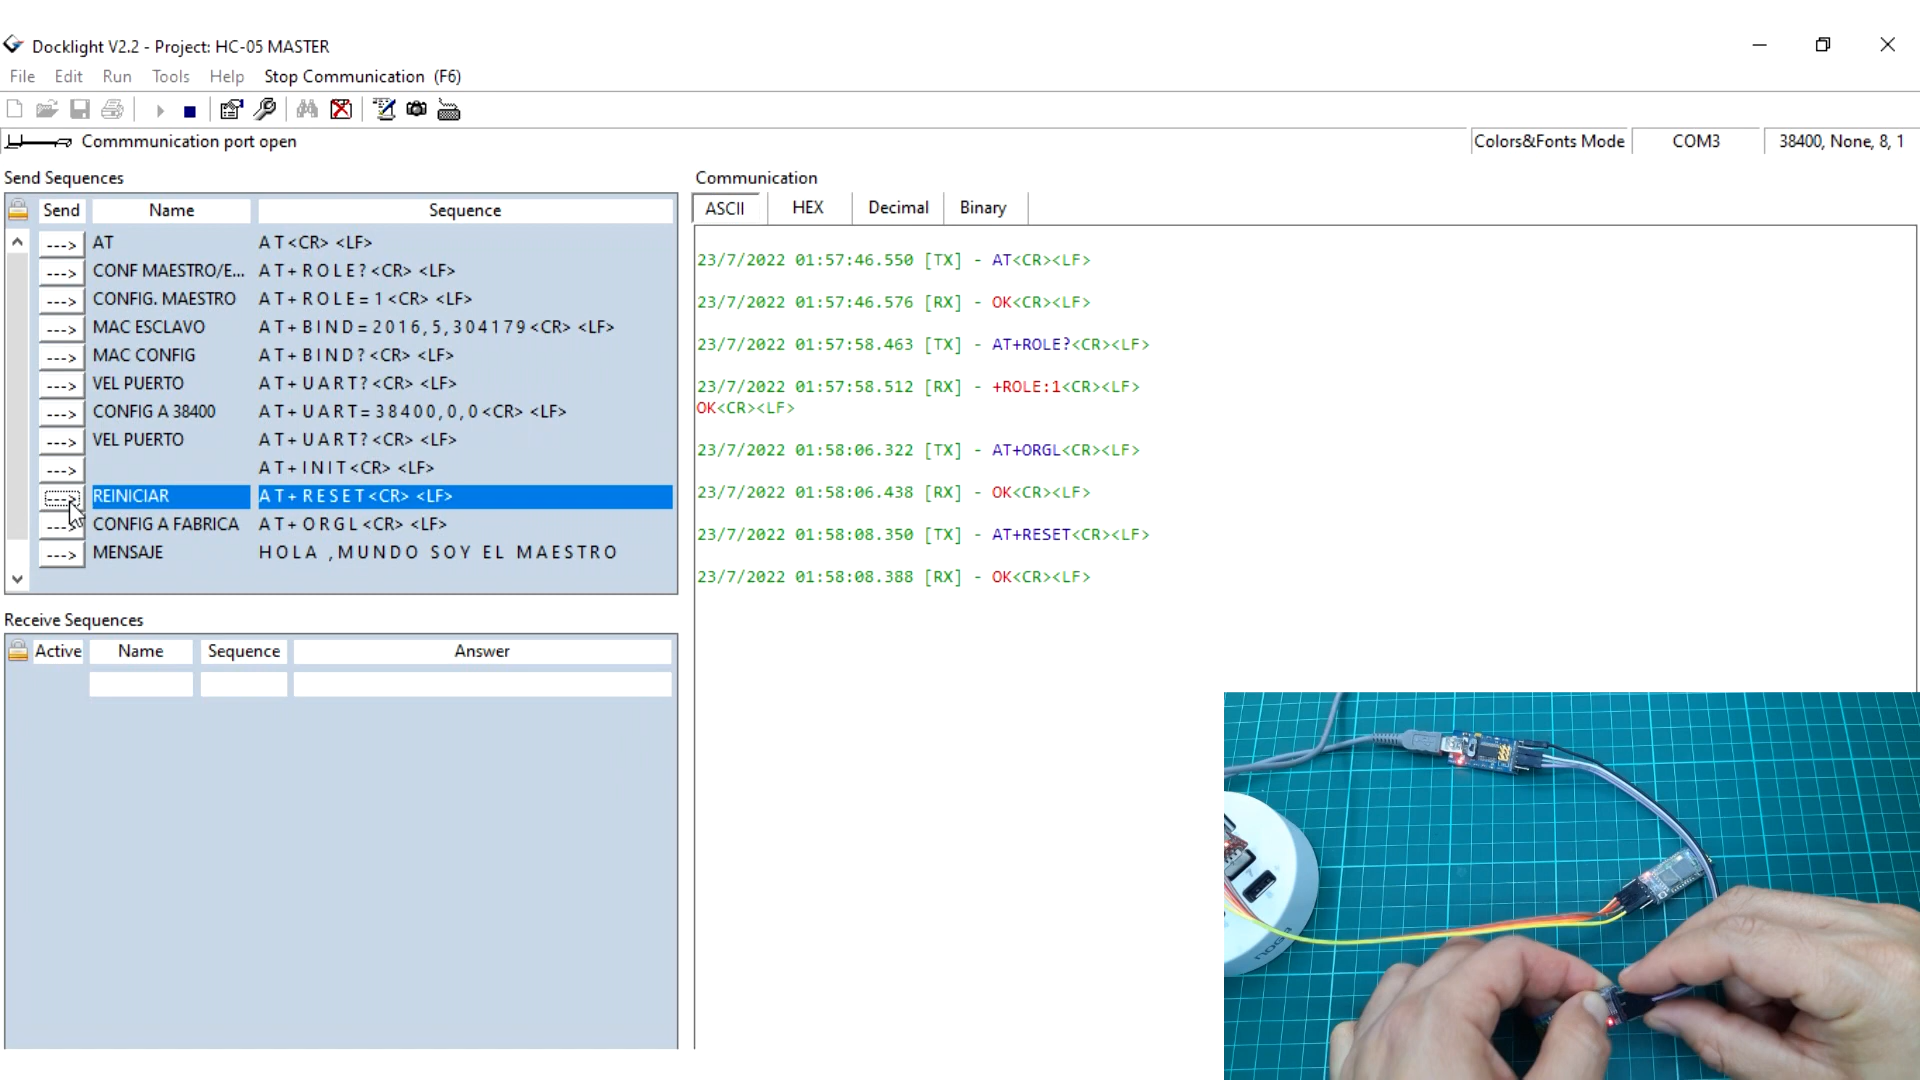 Docklight V2.2 - Project: HC-05 MASTER
File Edit Run Tools Help Stop Communication (F6)
Commmunication port open
Colors&Fonts Mode COM3 38400, None, 8, 1
Send Sequences
Send Name Sequence
---> AT AT<CR><LF>
---> CONF MAESTRO/E... AT+ROLE?<CR><LF>
---> CONFIG. MAESTRO AT+ROLE=1<CR><LF>
---> MAC ESCLAVO AT+BIND=2016,5,304179<CR><LF>
---> MAC CONFIG AT+BIND?<CR><LF>
---> VEL PUERTO AT+UART?<CR><LF>
---> CONFIG A 38400 AT+UART=38400,0,0<CR><LF>
---> VEL PUERTO AT+UART?<CR><LF>
---> AT+INIT<CR><LF>
---> REINICIAR AT+RESET<CR><LF>
---> CONFIG A FABRICA AT+ORGL<CR><LF>
---> MENSAJE HOLA ,MUNDO SOY EL MAESTRO
Receive Sequences
Active Name Sequence Answer
Communication
ASCII HEX Decimal Binary
23/7/2022 01:57:46.550 [TX] - AT<CR><LF>
23/7/2022 01:57:46.576 [RX] - OK<CR><LF>
23/7/2022 01:57:58.463 [TX] - AT+ROLE?<CR><LF>
23/7/2022 01:57:58.512 [RX] - +ROLE:1<CR><LF>
OK<CR><LF>
23/7/2022 01:58:06.322 [TX] - AT+ORGL<CR><LF>
23/7/2022 01:58:06.438 [RX] - OK<CR><LF>
23/7/2022 01:58:08.350 [TX] - AT+RESET<CR><LF>
23/7/2022 01:58:08.388 [RX] - OK<CR><LF>
noga